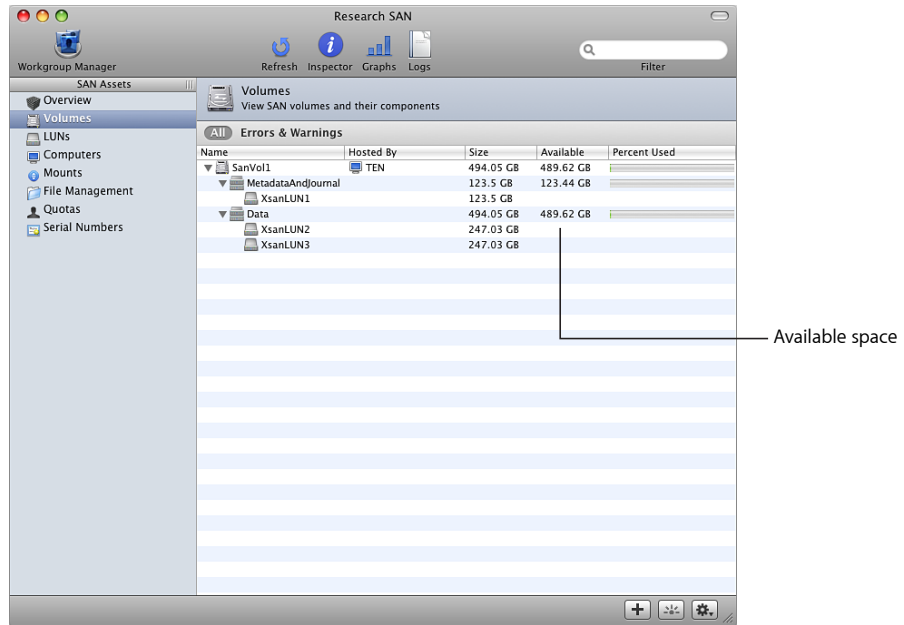 Research SAN
Workgroup Manager
Refresh Inspector Graphs Logs
Filter
SAN Assets
Overview
Volumes
LUNs
Computers
Mounts
File Management
Quotas
Serial Numbers
Volumes
View SAN volumes and their components
All Errors & Warnings
Name Hosted By Size Available Percent Used
SanVol1 TEN 494.05 GB 489.62 GB
MetadataAndJournal 123.5 GB 123.44 GB
XsanLUN1 123.5 GB
Data 494.05 GB 489.62 GB
XsanLUN2 247.03 GB
XsanLUN3 247.03 GB
Available space